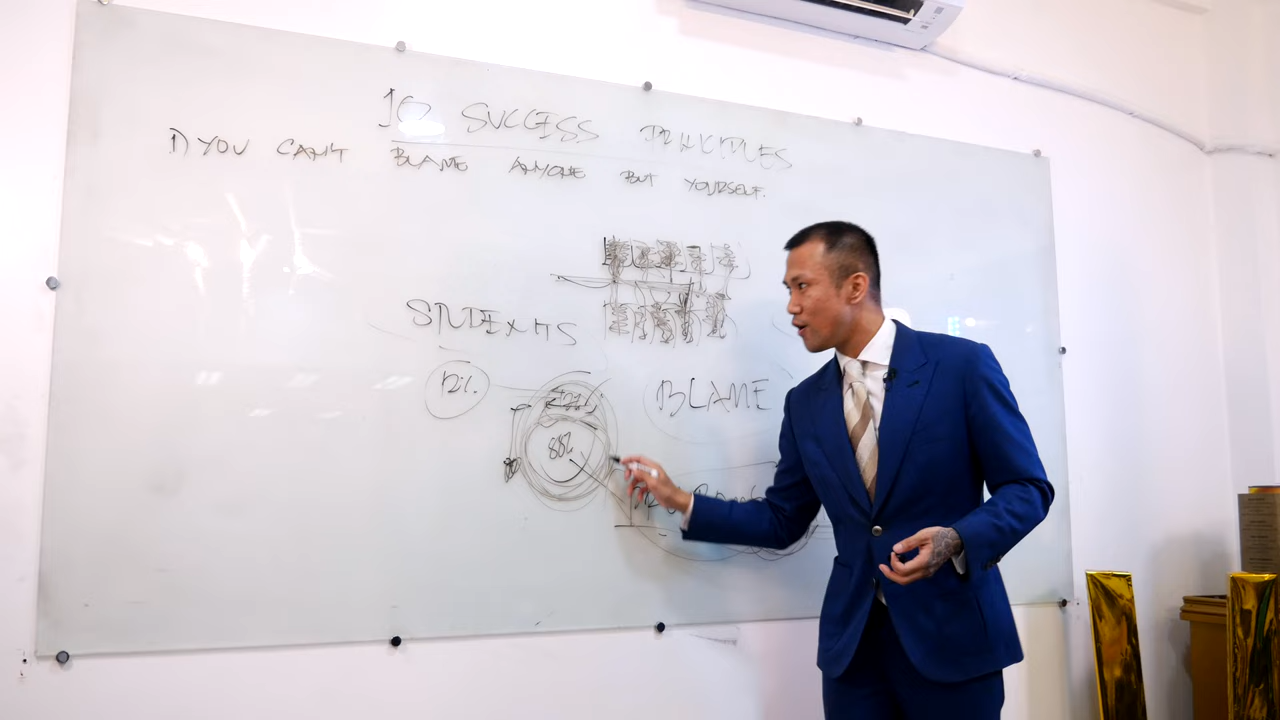 10 SUCCESS PRINCIPLES
1) YOU CAN'T BLAME ANYONE BUT YOURSELF.
STUDENTS
12%
BLAME
88%